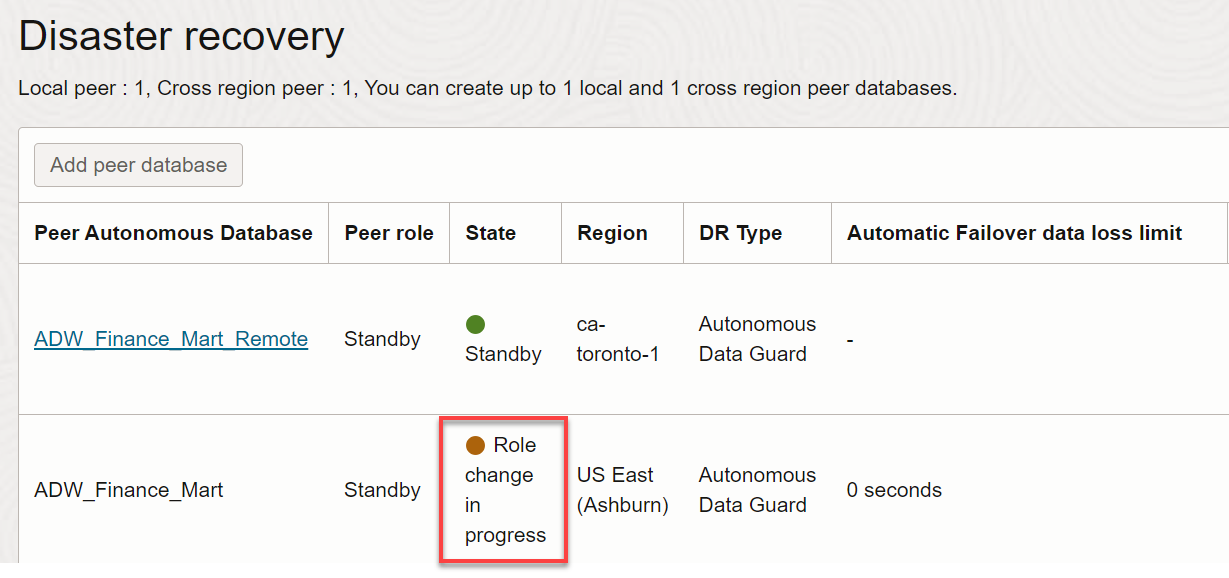 Disaster recovery
Local peer : 1, Cross region peer : 1, You can create up to 1 local and 1 cross region peer databases.
Add peer database
Peer Autonomous Database Peer role State Region DR Type Automatic Failover data loss limit
ADW_Finance_Mart_Remote Standby
Standby
ca-
toronto-1
Autonomous
Data Guard
-
ADW_Finance_Mart Standby
Role
change
in
progress
US East
(Ashburn)
Autonomous
Data Guard
0 seconds